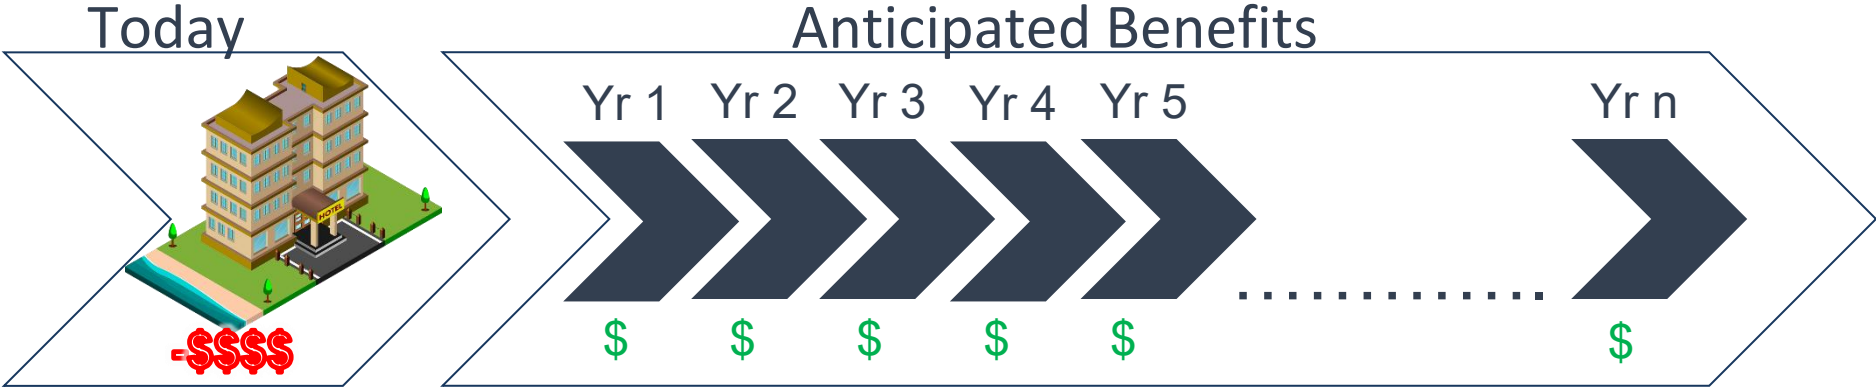 Today
Anticipated Benefits
Yr 1 Yr 2 Yr 3 Yr 4 Yr 5 Yr n
HOTEL
-$$$$
$ $ $ $ $ $